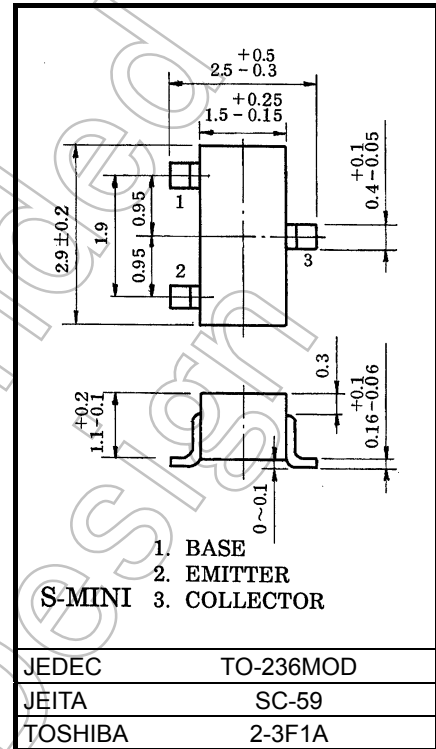 +0.5
2.5 - 0.3
+0.25
1.5 - 0.15
2.9 ± 0.2
1.9
0.95
0.95
1
2
3
+0.1
0.4 - 0.05
+0.2
1.1 - 0.1
0.3
+0.1
0.16 - 0.06
0~0.1
1. BASE
2. EMITTER
S-MINI 3. COLLECTOR
JEDEC TO-236MOD
JEITA SC-59
TOSHIBA 2-3F1A